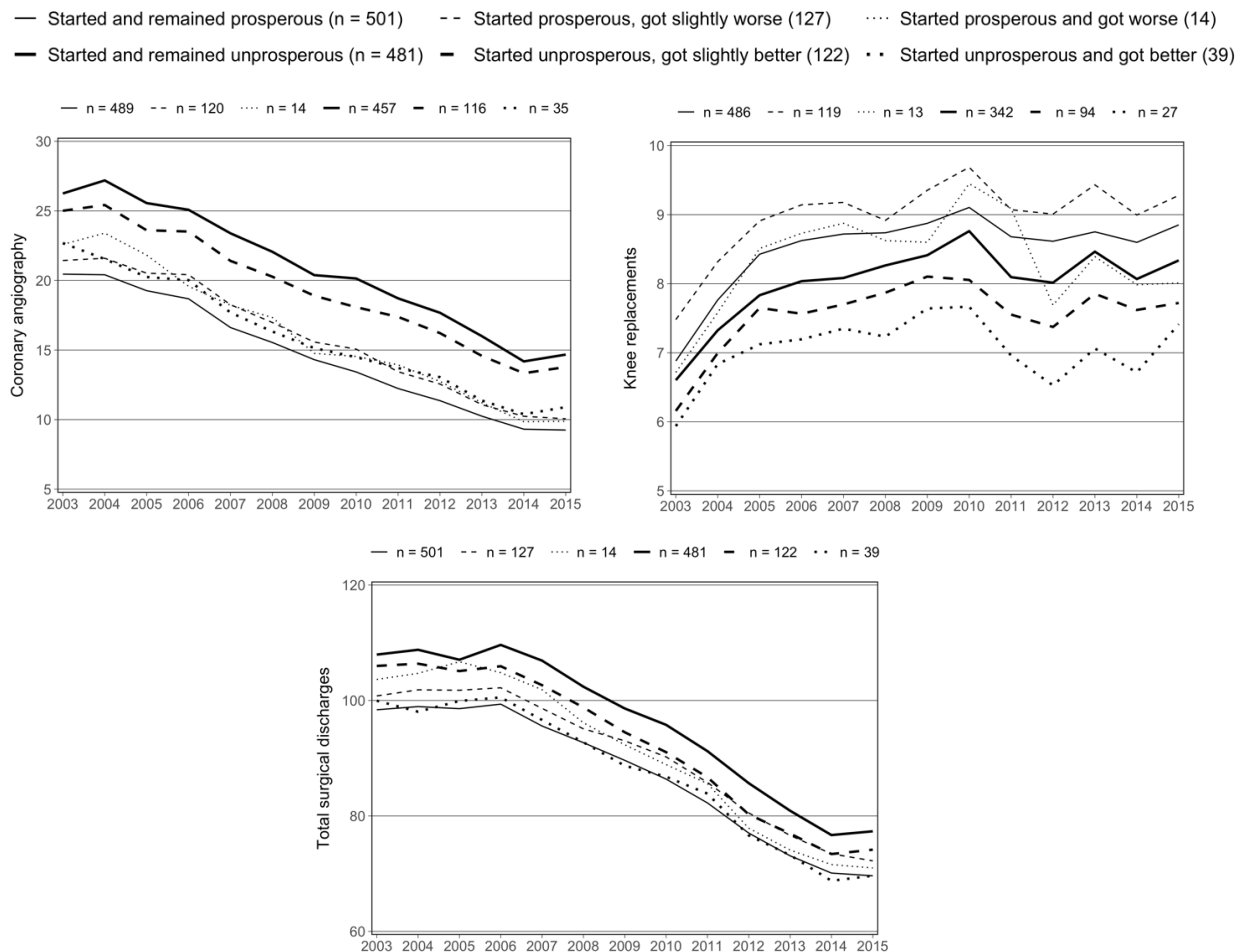 Started and remained prosperous (n = 501) Started prosperous, got slightly worse (127) Started prosperous and got worse (14)
Started and remained unprosperous (n = 481) Started unprosperous, got slightly better (122) Started unprosperous and got better (39)
n = 489 n = 120 n = 14 n = 457 n = 116 n = 35
30
25
20
15
10
5
Coronary angiography
2003 2004 2005 2006 2007 2008 2009 2010 2011 2012 2013 2014 2015
n = 486 n = 119 n = 13 n = 342 n = 94 n = 27
10
9
8
7
6
5
Knee replacements
2003 2004 2005 2006 2007 2008 2009 2010 2011 2012 2013 2014 2015
n = 501 n = 127 n = 14 n = 481 n = 122 n = 39
120
100
80
60
Total surgical discharges
2003 2004 2005 2006 2007 2008 2009 2010 2011 2012 2013 2014 2015